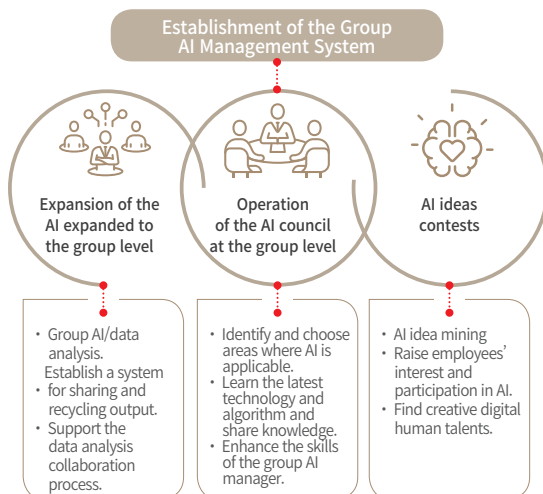 Establishment of the Group
AI Management System
Expansion of the
AI expanded to
the group level
Operation
of the AI council
at the group level
AI ideas
contests
· Group AI/data
analysis.
Establish a system
· for sharing and
recycling output.
· Support the
data analysis
collaboration
process.
· Identify and choose
areas where AI is
applicable.
· Learn the latest
technology and
algorithm and
share knowledge.
· Enhance the skills
of the group AI
manager.
· AI idea mining
· Raise employees'
interest and
participation in AI.
· Find creative digital
human talents.